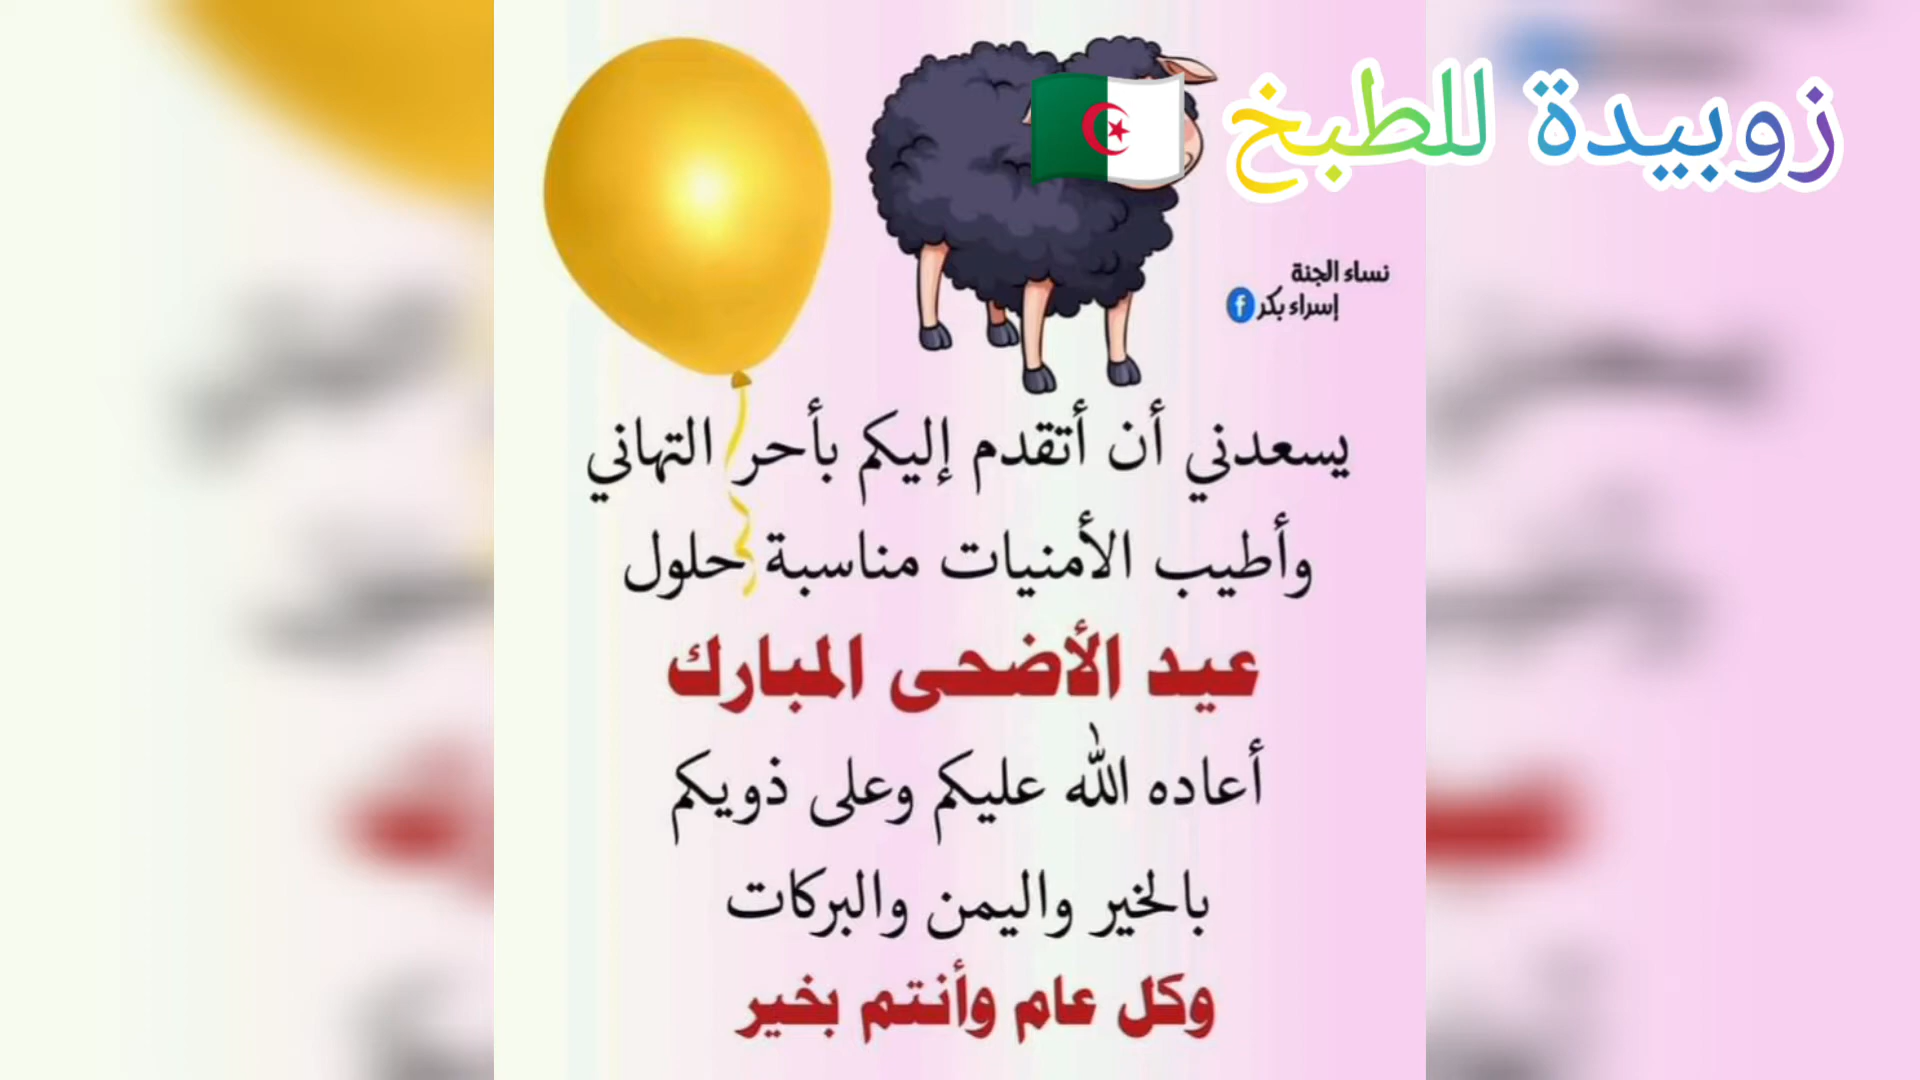 زوبيدة للطبخ
نساء الجنة
إسراء بكر
يسعدني أن أتقدم إليكم بأحر التهاني
وأطيب الأمنيات مناسبة حلول
عيد الأضحى المبارك
أعاده الله عليكم وعلى ذويكم
بالخير واليمن والبركات
وكل عام وأنتم بخير